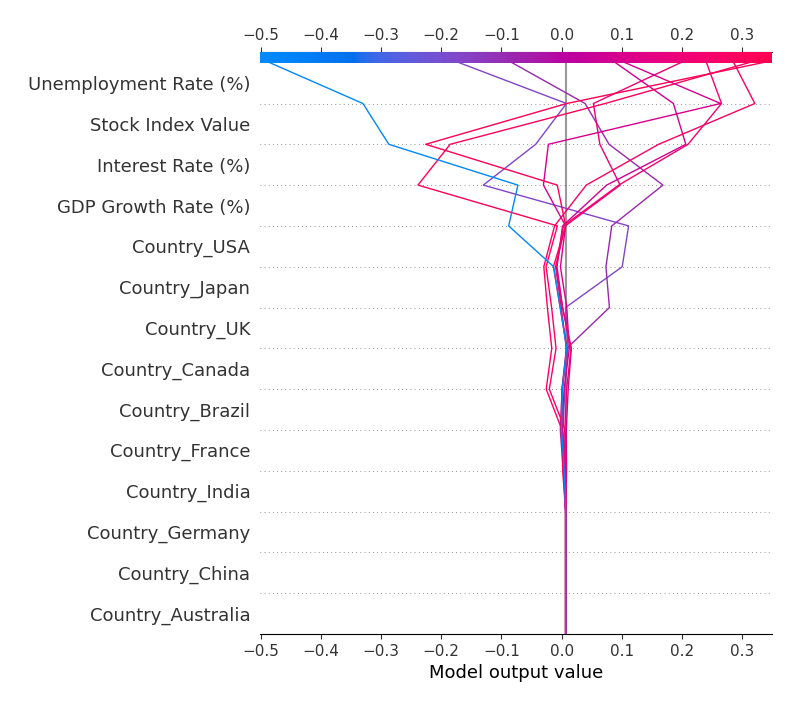 −0.5 −0.4 −0.3 −0.2 −0.1 0.0 0.1 0.2 0.3
Unemployment Rate (%)
Stock Index Value
Interest Rate (%)
GDP Growth Rate (%)
Country_USA
Country_Japan
Country_UK
Country_Canada
Country_Brazil
Country_France
Country_India
Country_Germany
Country_China
Country_Australia
−0.5 −0.4 −0.3 −0.2 −0.1 0.0 0.1 0.2 0.3
Model output value